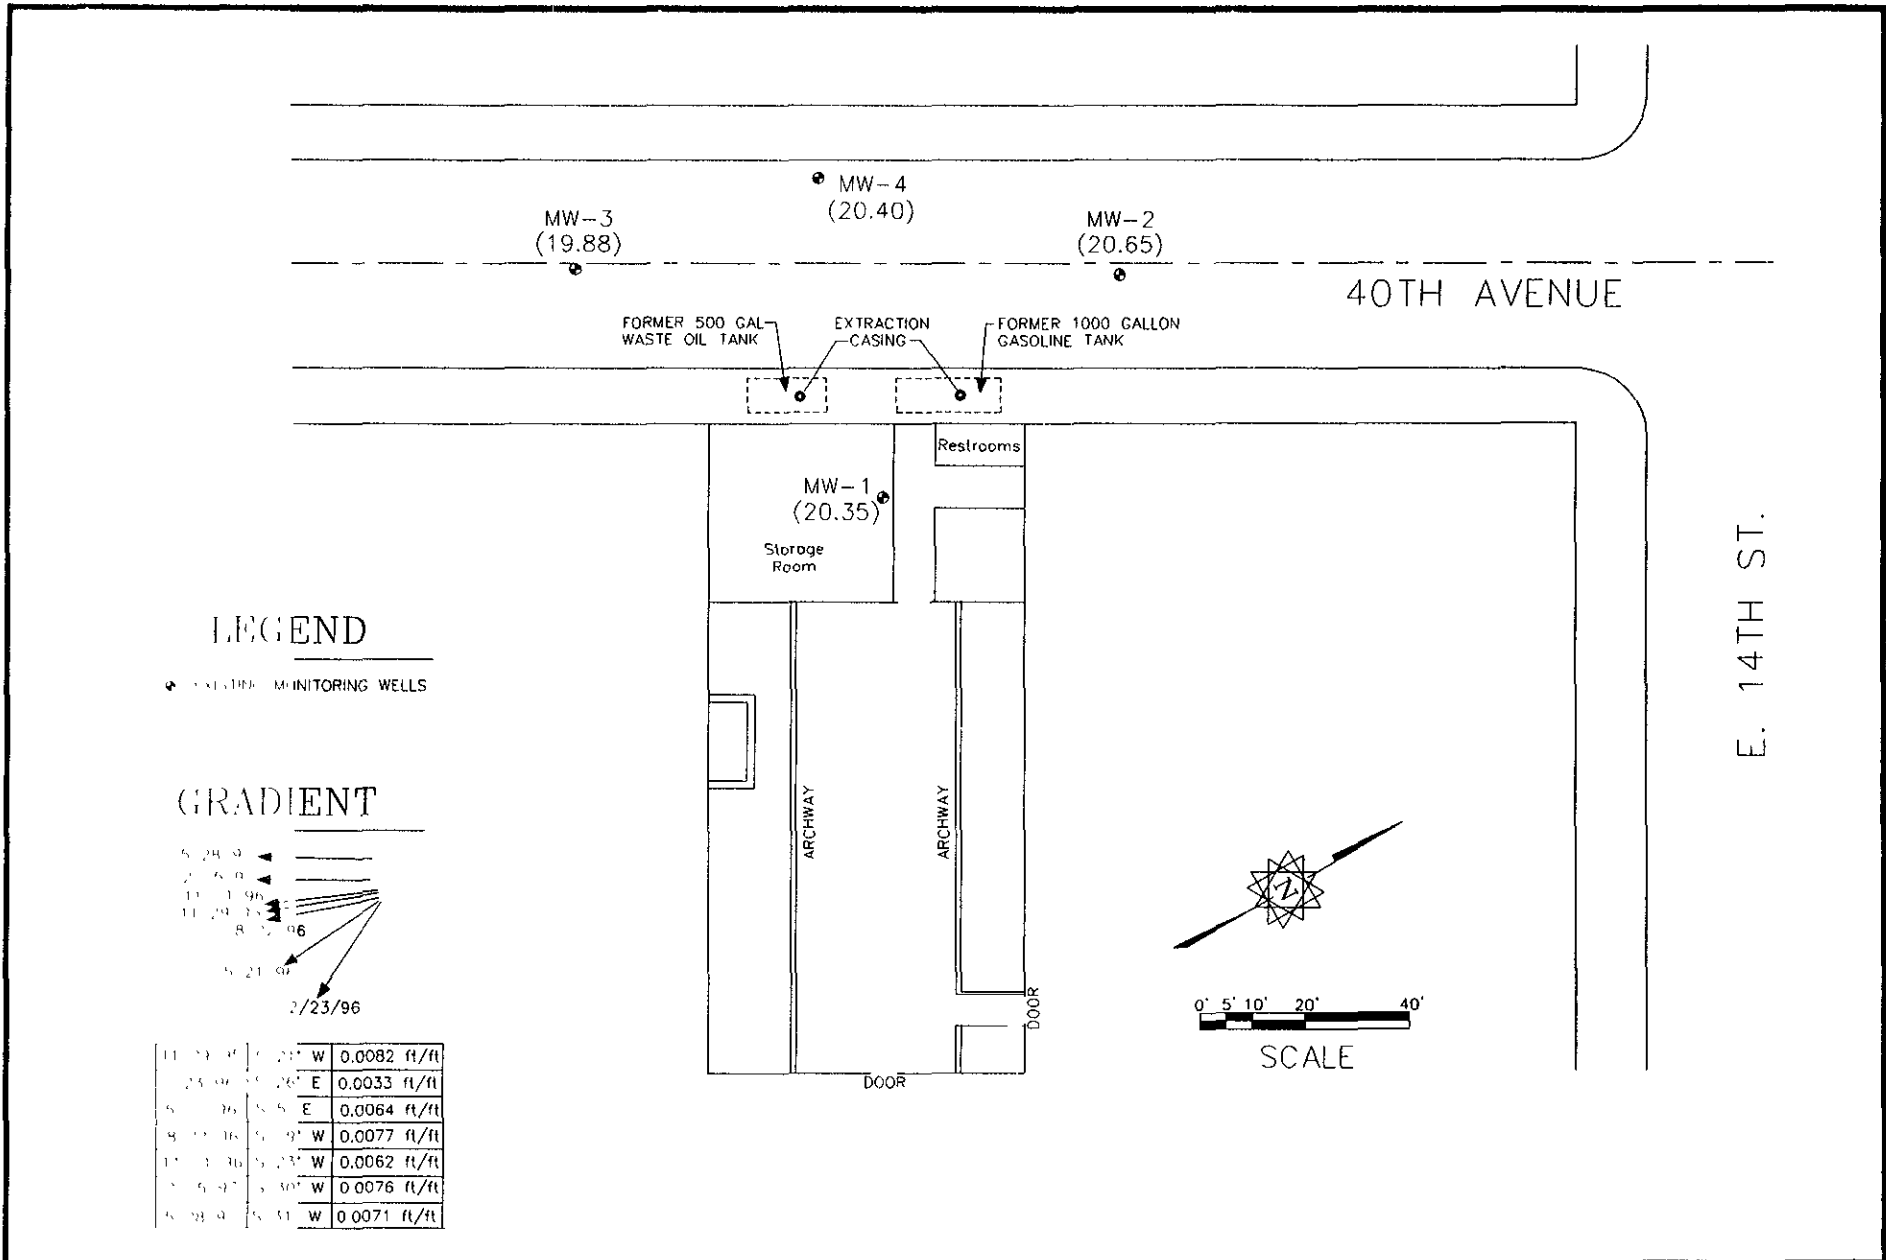 MW-4
(20.40)
MW-3
(19.88)
MW-2
(20.65)
40TH AVENUE
FORMER 500 GAL
WASTE OIL TANK
EXTRACTION
CASING
FORMER 1000 GALLON
GASOLINE TANK
Restrooms
MW-1
(20.35)
Storage
Room
E. 14TH ST.
LEGEND
MONITORING WELLS
GRADIENT
ARCHWAY
ARCHWAY
2/23/96
N
0' 5' 10' 20' 40'
SCALE
DOOR
DOOR
W 0.0082 ft/ft
E 0.0033 ft/ft
E 0.0064 ft/ft
W 0.0077 ft/ft
W 0.0062 ft/ft
W 0.0076 ft/ft
W 0.0071 ft/ft